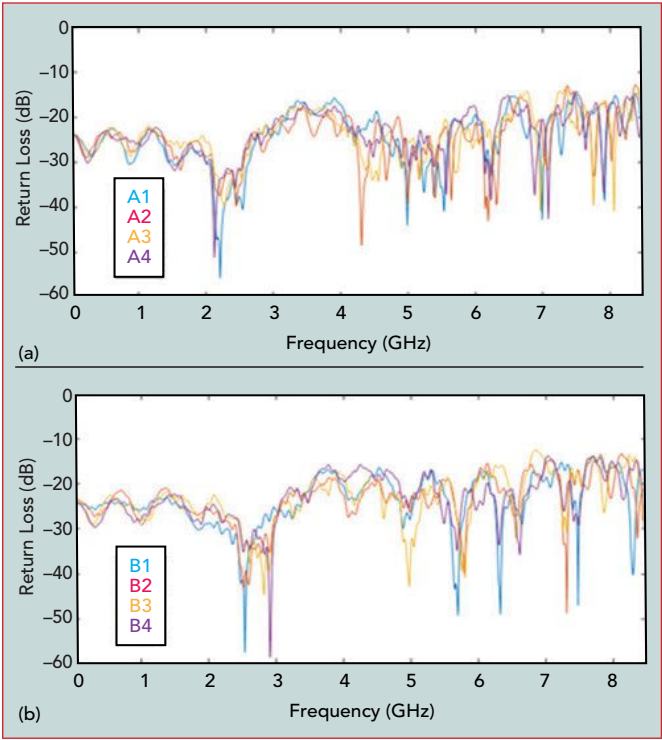 0
−10
−20
−30
−40
−50
−60
Return Loss (dB)
A1
A2
A3
A4
0 1 2 3 4 5 6 7 8
Frequency (GHz)
(a)
0
−10
−20
−30
−40
−50
−60
Return Loss (dB)
B1
B2
B3
B4
0 1 2 3 4 5 6 7 8
Frequency (GHz)
(b)